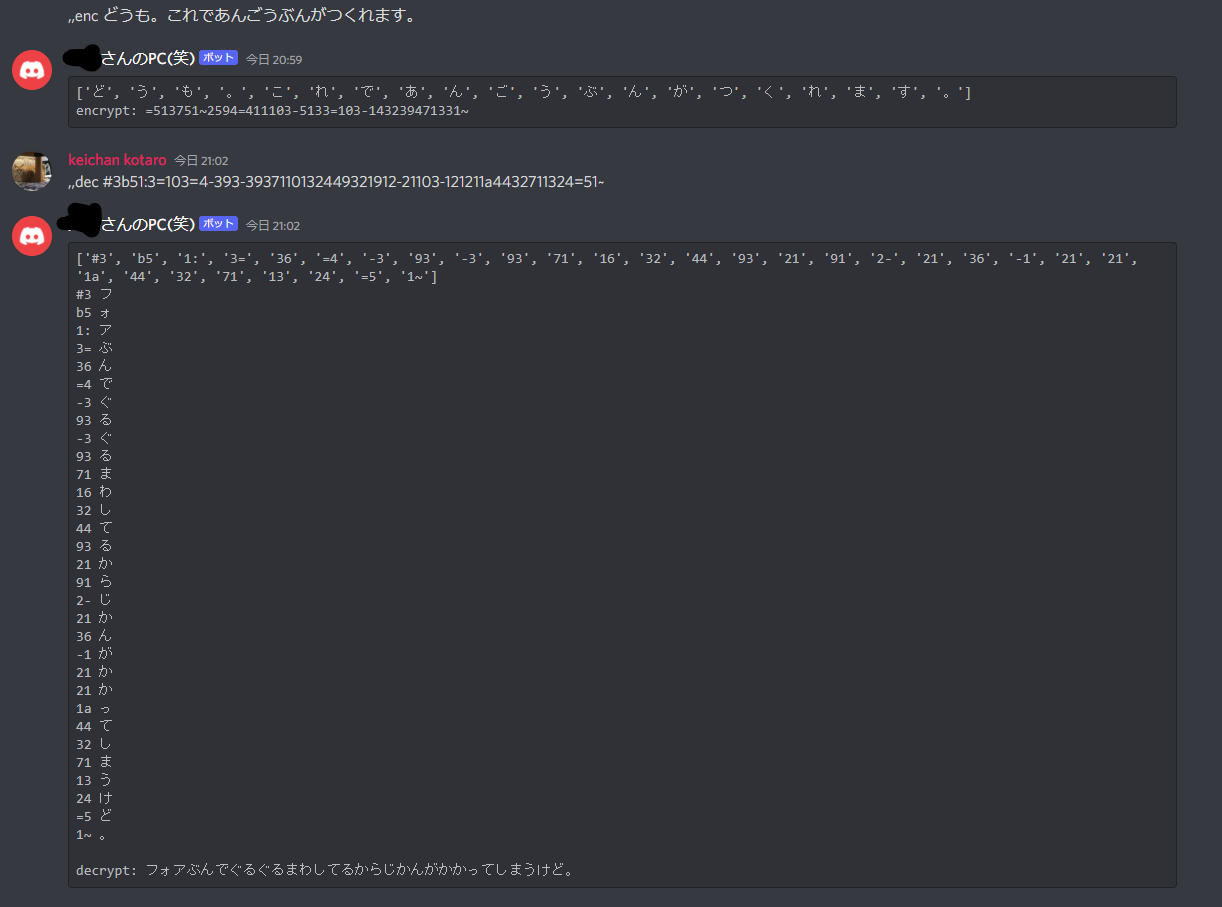 ,,enc どうも。これであんごうぶんがつくれます。
さんのPC(笑) ボット 今日 20:59
['ど', 'う', 'も', '。', 'こ', 'れ', 'で', 'あ', 'ん', 'ご', 'う', 'ぶ', 'ん', 'が', 'つ', 'く', 'れ', 'ま', 'す', '。']
encrypt: =513751~2594=411103-5133=103-143239471331~
keichan kotaro 今日 21:02
,,dec #3b51:3=103=4-393-3937110132449321912-21103-121211a4432711324=51~
さんのPC(笑) ボット 今日 21:02
['#3', 'b5', '1:', '3=', '36', '=4', '-3', '93', '-3', '93', '71', '16', '32', '44', '93', '21', '91', '2-', '21', '36', '-1', '21', '21',
'1a', '44', '32', '71', '13', '24', '=5', '1~']
#3 フ
b5 ォ
1: ア
3= ぶ
36 ん
=4 で
-3 ぐ
93 る
-3 ぐ
93 る
71 ま
16 わ
32 し
44 て
93 る
21 か
91 ら
2- じ
21 か
36 ん
-1 が
21 か
21 か
1a っ
44 て
32 し
71 ま
13 う
24 け
=5 ど
1~ 。
decrypt: フォアぶんでぐるぐるまわしてるからじかんがかかってしまうけど。